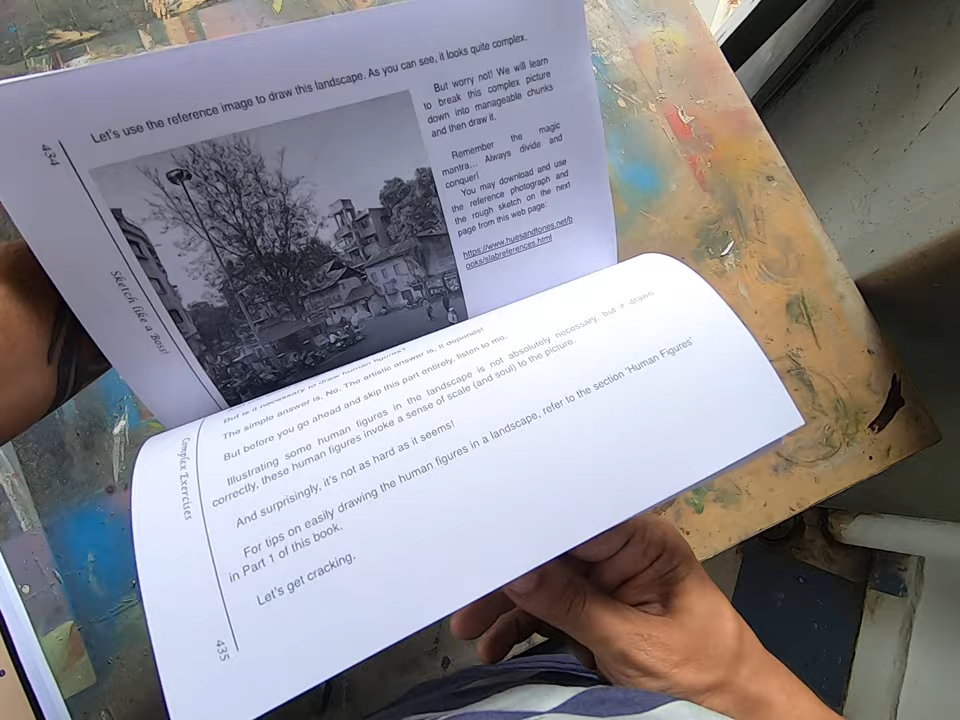 434
Sketch like a Boss!
Let's use the reference image to draw this landscape. As you can see, it looks quite complex.
But worry not! We will learn
to break this complex picture
down into manageable chunks
and then draw it.
Remember the magic
mantra... Always divide and
conquer!
You may download and use
the reference photograph and
the rough sketch on the next
page from this web page:
https://www.huesandtones.net/b
ooks/slabreferences.html
Complex Exercises
435
But is it necessary to draw human figures?
The simple answer is, No. The artistic answer is, it depends!
But before you go ahead and skip this part entirely, listen to me.
Illustrating some human figures in the landscape is not absolutely necessary, but if drawn
correctly, these human figures invoke a sense of scale (and soul) to the picture.
And surprisingly, it's not as hard as it seems!
For tips on easily drawing the human figures in a landscape, refer to the section 'Human Figures'
in Part 1 of this book.
Let's get cracking.